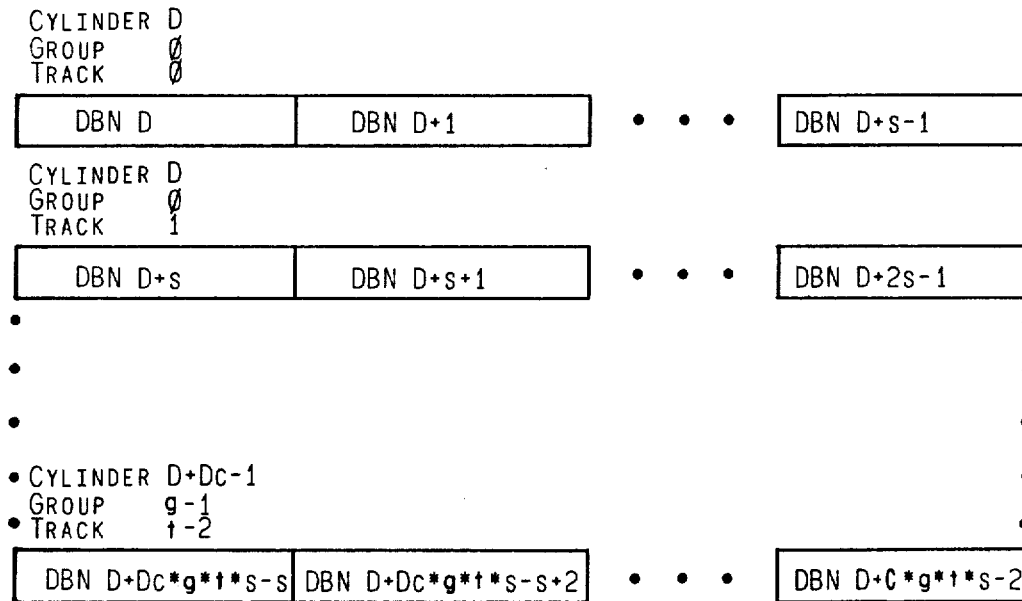 CYLINDER D
GROUP Ø
TRACK Ø
DBN D DBN D+1 • • • DBN D+s-1
CYLINDER D
GROUP Ø
TRACK 1
DBN D+s DBN D+s+1 • • • DBN D+2s-1
CYLINDER D+Dc-1
GROUP g-1
TRACK t-2
DBN D+Dc*g*t*s-s DBN D+Dc*g*t*s-s+2 • • • DBN D+C*g*t*s-2